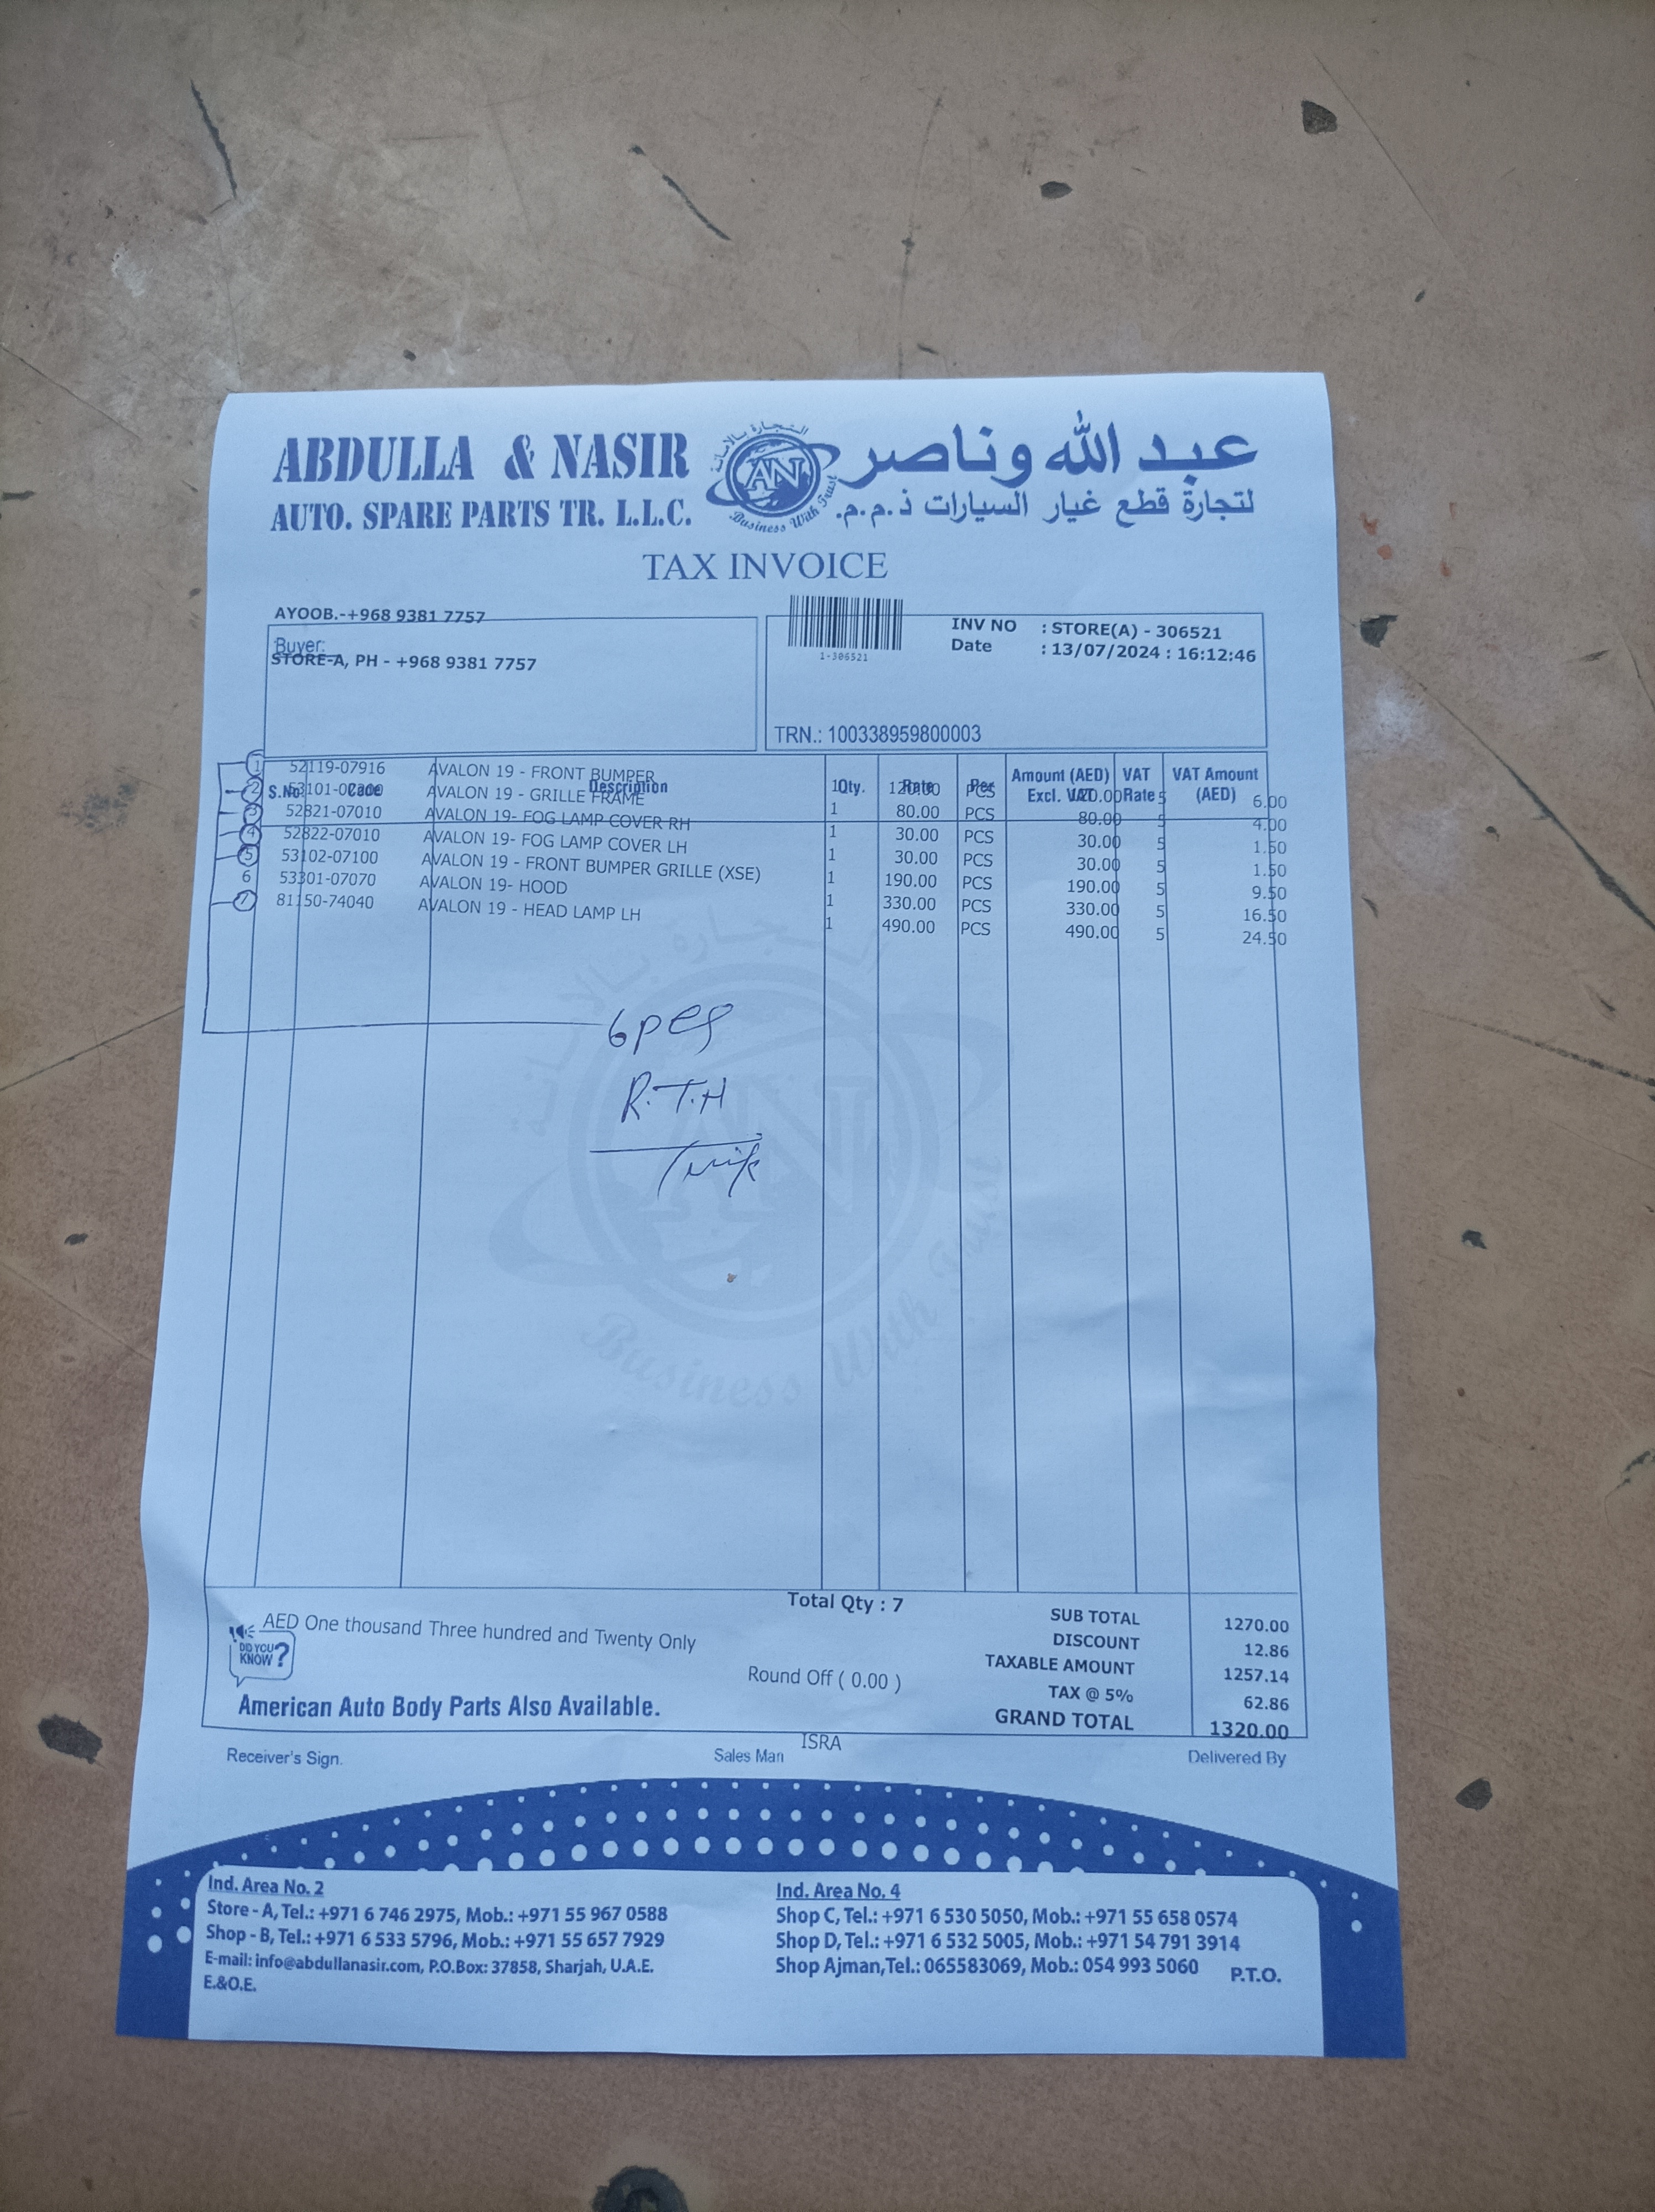 ABDULLA & NASIR
AUTO. SPARE PARTS TR. L.L.C.
التجارة بالامانة
AN
Business With Trust
عبد الله وناصر
لتجارة قطع غيار السيارات ذ.م.م.
TAX INVOICE
AYOOB.-+968 9381 7757
Buyer:
STORE-A, PH - +968 9381 7757
1-306521
INV NO : STORE(A) - 306521
Date : 13/07/2024 : 16:12:46
TRN.: 100338959800003
S.No Code Description Qty. Rate Per Amount (AED) Excl. VAT VAT Rate VAT Amount (AED)
1 52119-07916 AVALON 19 - FRONT BUMPER 1 120.00 PCS 120.00 5 6.00
2 AVALON 19 - GRILLE FRAME 1 80.00 PCS 80.00 5 4.00
3 52821-07010 AVALON 19- FOG LAMP COVER RH 1 30.00 PCS 30.00 5 1.50
4 52822-07010 AVALON 19- FOG LAMP COVER LH 1 30.00 PCS 30.00 5 1.50
5 53102-07100 AVALON 19 - FRONT BUMPER GRILLE (XSE) 1 190.00 PCS 190.00 5 9.50
6 53301-07070 AVALON 19- HOOD 1 330.00 PCS 330.00 5 16.50
7 81150-74040 AVALON 19 - HEAD LAMP LH 1 490.00 PCS 490.00 5 24.50
6 pes
R.T.H
Total Qty : 7
AED One thousand Three hundred and Twenty Only
DID YOU KNOW ?
Round Off ( 0.00 )
American Auto Body Parts Also Available.
SUB TOTAL 1270.00
DISCOUNT 12.86
TAXABLE AMOUNT 1257.14
TAX @ 5% 62.86
GRAND TOTAL 1320.00
Receiver's Sign.
Sales Man ISRA
Delivered By
Ind. Area No. 2
Store - A, Tel.: +971 6 746 2975, Mob.: +971 55 967 0588
Shop - B, Tel.: +971 6 533 5796, Mob.: +971 55 657 7929
E-mail: info@abdullanasir.com, P.O.Box: 37858, Sharjah, U.A.E.
E.&O.E.
Ind. Area No. 4
Shop C, Tel.: +971 6 530 5050, Mob.: +971 55 658 0574
Shop D, Tel.: +971 6 532 5005, Mob.: +971 54 791 3914
Shop Ajman,Tel.: 065583069, Mob.: 054 993 5060
P.T.O.